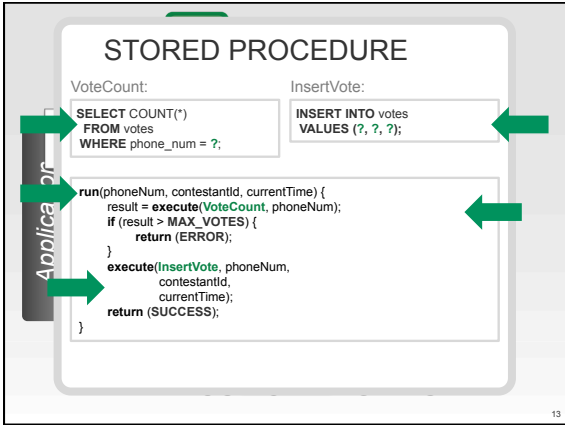 STORED PROCEDURE
VoteCount:
SELECT COUNT(*)
FROM votes
WHERE phone_num = ?;
InsertVote:
INSERT INTO votes
VALUES (?, ?, ?);
Application
run(phoneNum, contestantId, currentTime) {
result = execute(VoteCount, phoneNum);
if (result > MAX_VOTES) {
return (ERROR);
}
execute(InsertVote, phoneNum,
contestantId,
currentTime);
return (SUCCESS);
}
13